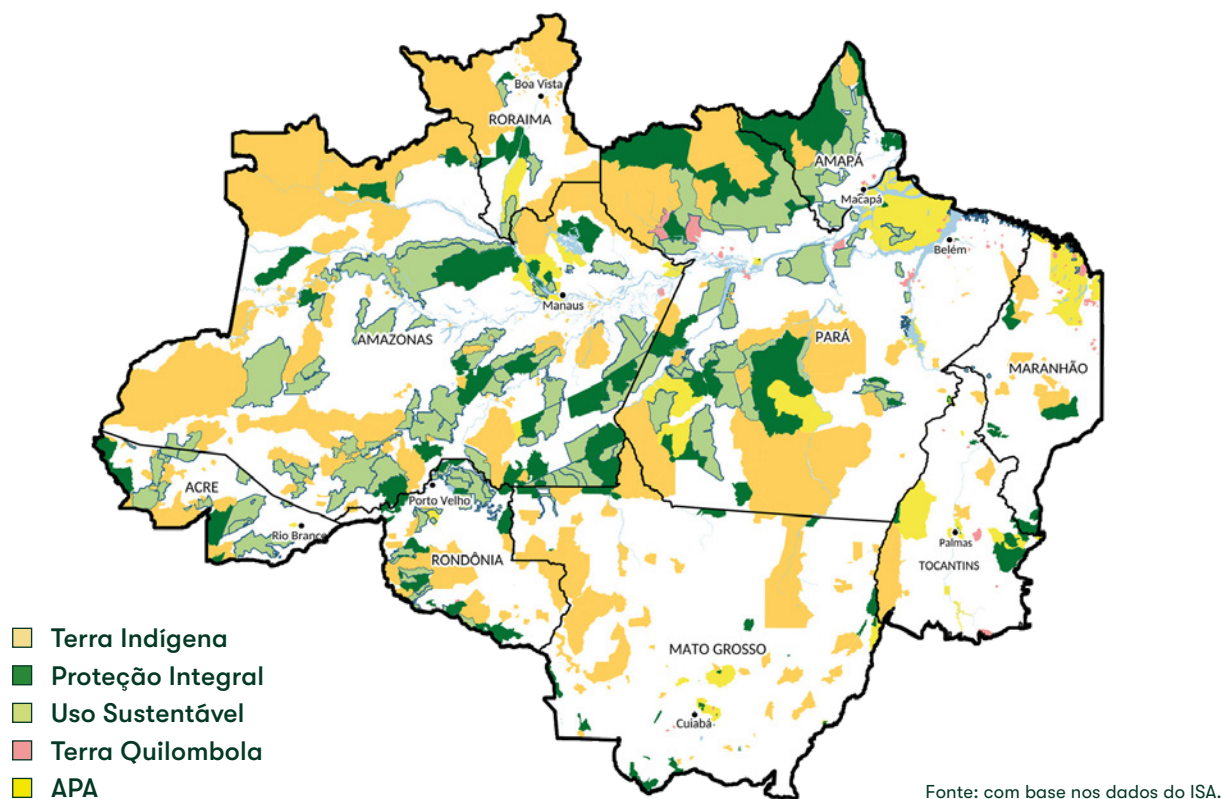 Boa Vista
RORAIMA
AMAPÁ
Macapá
Belém
Manaus
AMAZONAS
PARÁ
MARANHÃO
ACRE
Porto Velho
Rio Branco
RONDÔNIA
Palmas
TOCANTINS
MATO GROSSO
Cuiabá
Terra Indígena
Proteção Integral
Uso Sustentável
Terra Quilombola
APA
Fonte: com base nos dados do ISA.